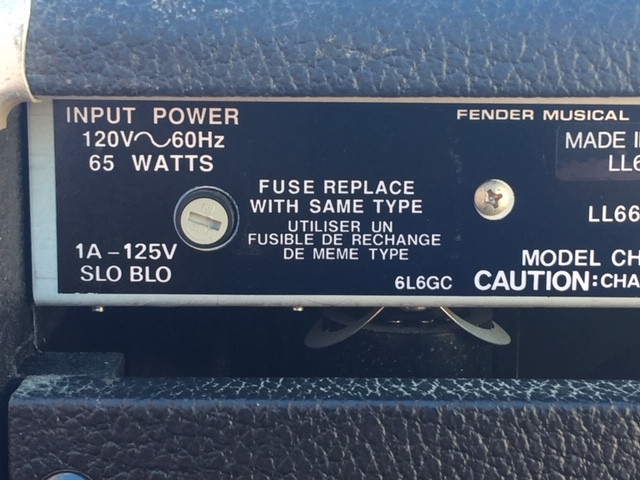 INPUT POWER
120V~60Hz
65 WATTS
FUSE REPLACE
WITH SAME TYPE
UTILISER UN
FUSIBLE DE RECHANGE
DE MEME TYPE
1A - 125V
SLO BLO
6L6GC
FENDER MUSICAL
MADE I
LL6
LL66
MODEL CH
CAUTION: CHA